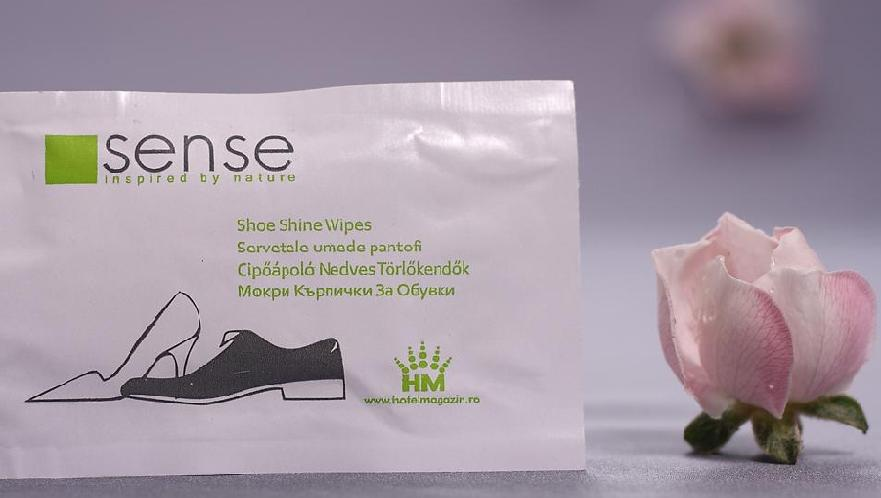 sense
inspired by nature
Shoe Shine Wipes
Servetele umede pantofi
Cipőápoló Nedves Törlőkendők
Мокри Кърпички За Обувки
HM
www.hotelmagazin.ro